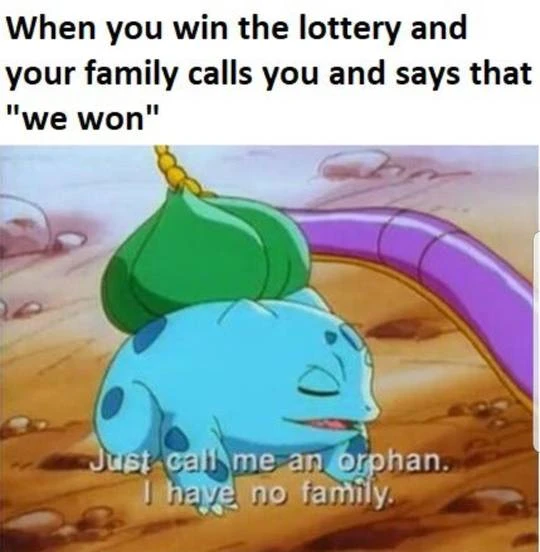 When you win the lottery and
your family calls you and says that
"we won"
Just call me an orphan.
I have no family.